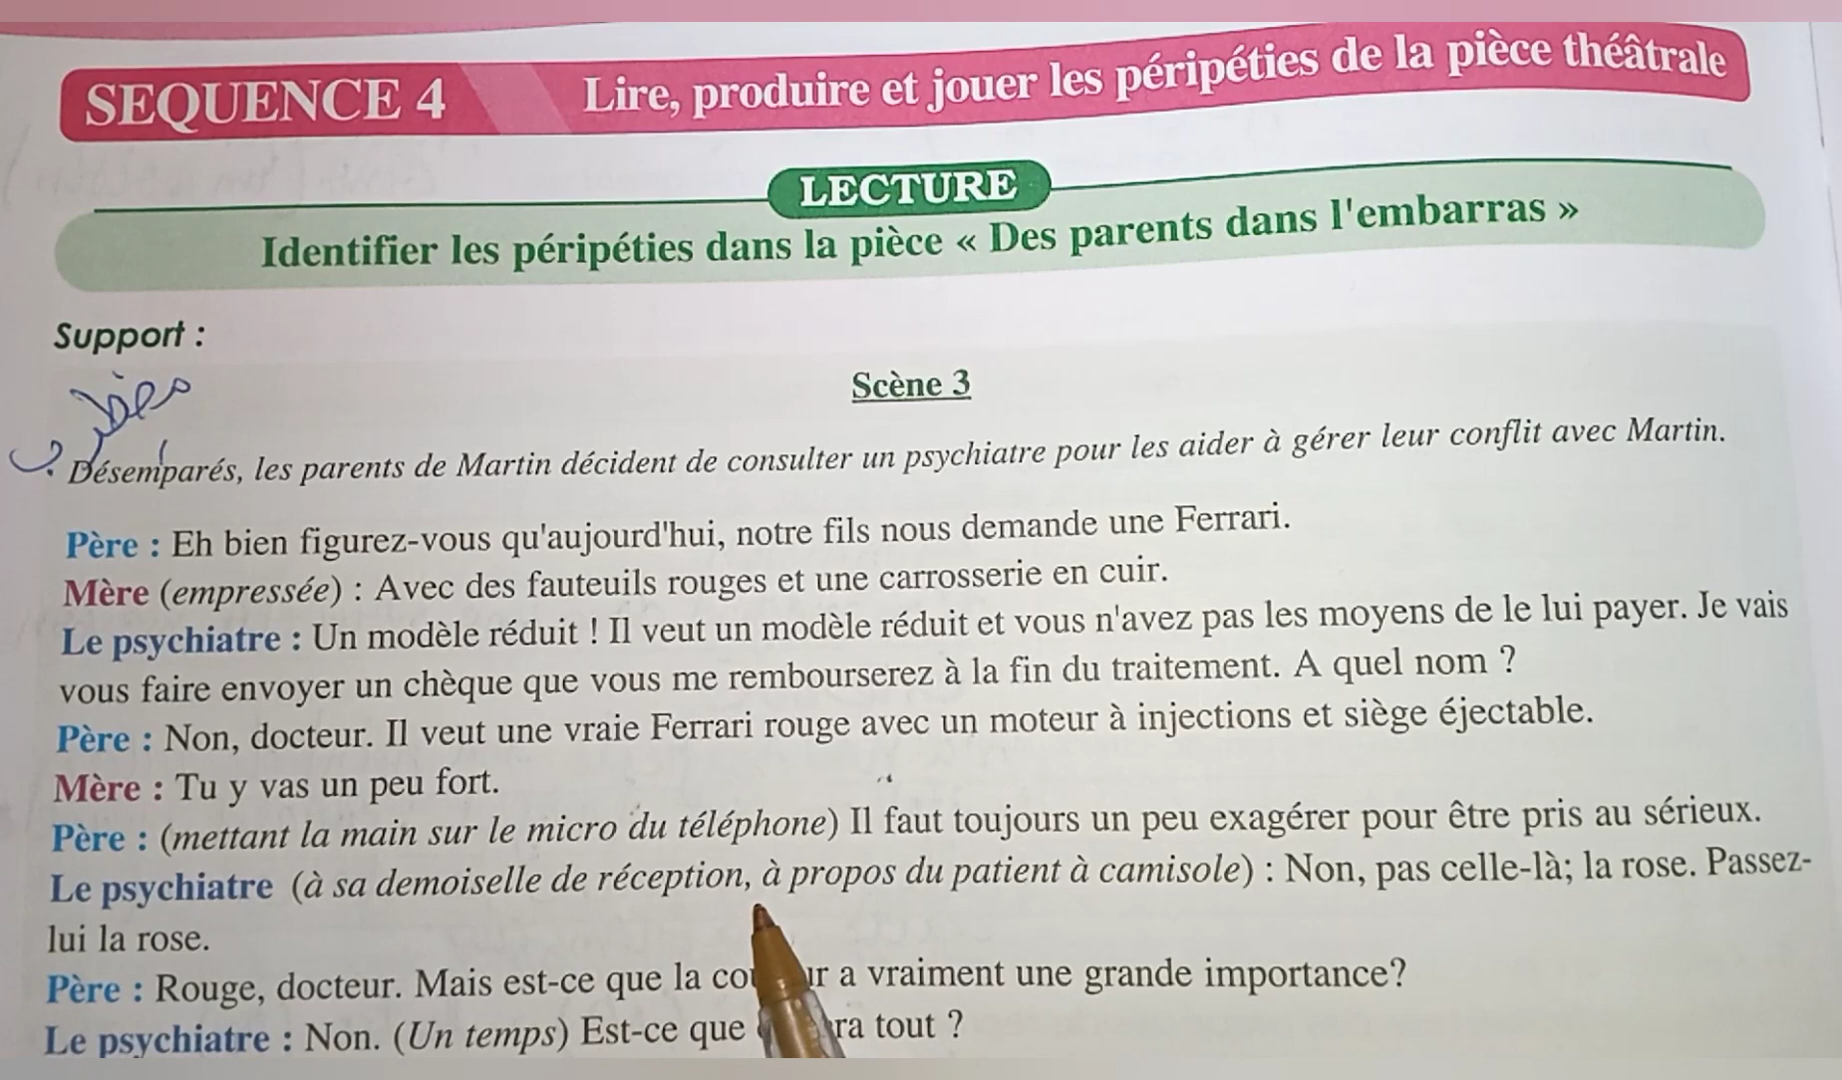 SEQUENCE 4 Lire, produire et jouer les péripéties de la pièce théâtrale
LECTURE
Identifier les péripéties dans la pièce « Des parents dans l'embarras »
Support :
Scène 3
Désemparés, les parents de Martin décident de consulter un psychiatre pour les aider à gérer leur conflit avec Martin.
Père : Eh bien figurez-vous qu'aujourd'hui, notre fils nous demande une Ferrari.
Mère (empressée) : Avec des fauteuils rouges et une carrosserie en cuir.
Le psychiatre : Un modèle réduit ! Il veut un modèle réduit et vous n'avez pas les moyens de le lui payer. Je vais
vous faire envoyer un chèque que vous me rembourserez à la fin du traitement. A quel nom ?
Père : Non, docteur. Il veut une vraie Ferrari rouge avec un moteur à injections et siège éjectable.
Mère : Tu y vas un peu fort.
Père : (mettant la main sur le micro du téléphone) Il faut toujours un peu exagérer pour être pris au sérieux.
Le psychiatre (à sa demoiselle de réception, à propos du patient à camisole) : Non, pas celle-là; la rose. Passez-
lui la rose.
Père : Rouge, docteur. Mais est-ce que la a vraiment une grande importance?
Le psychiatre : Non. (Un temps) Est-ce que tout ?